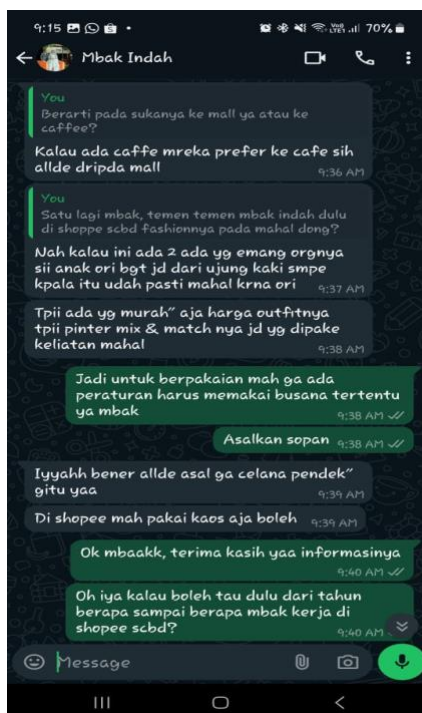 9:15
70%
Mbak Indah
You
Berarti pada sukanya ke mall ya atau ke
caffee?
Kalau ada caffe mreka prefer ke cafe sih
allde dripda mall
9:36 AM
You
Satu lagi mbak, temen temen mbak indah dulu
di shoppe scbd fashionnya pada mahal dong?
Nah kalau ini ada 2 ada yg emang orgnya
sii anak ori bgt jd dari ujung kaki smpe
kpala itu udah pasti mahal krna ori
9:37 AM
Tpii ada yg murah" aja harga outfitnya
tpii pinter mix & match nya jd yg dipake
keliatan mahal
9:38 AM
Jadi untuk berpakaian mah ga ada
peraturan harus memakai busana tertentu
ya mbak
9:38 AM
Asalkan sopan 9:38 AM
Iyyahh bener allde asal ga celana pendek"
gitu yaa
9:39 AM
Di shopee mah pakai kaos aja boleh 9:39 AM
Ok mbaakk, terima kasih yaa informasinya
9:40 AM
Oh iya kalau boleh tau dulu dari tahun
berapa sampai berapa mbak kerja di
shopee scbd?
9:40 AM
Message